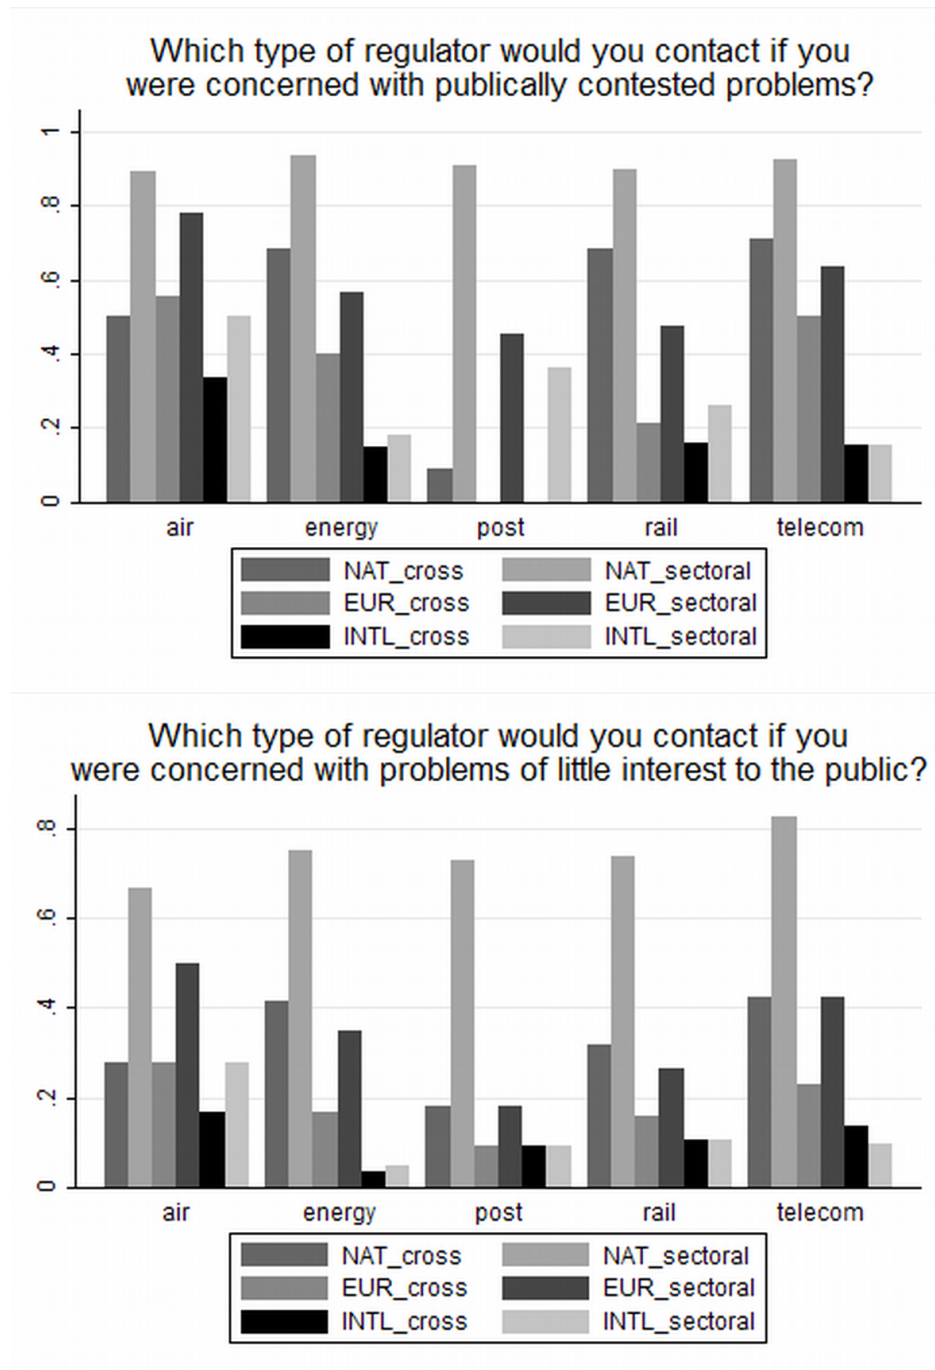 Which type of regulator would you contact if you
were concerned with publically contested problems?
1
.8
.6
.4
.2
0
air energy post rail telecom
NAT_cross NAT_sectoral
EUR_cross EUR_sectoral
INTL_cross INTL_sectoral
Which type of regulator would you contact if you
were concerned with problems of little interest to the public?
.8
.6
.4
.2
0
air energy post rail telecom
NAT_cross NAT_sectoral
EUR_cross EUR_sectoral
INTL_cross INTL_sectoral